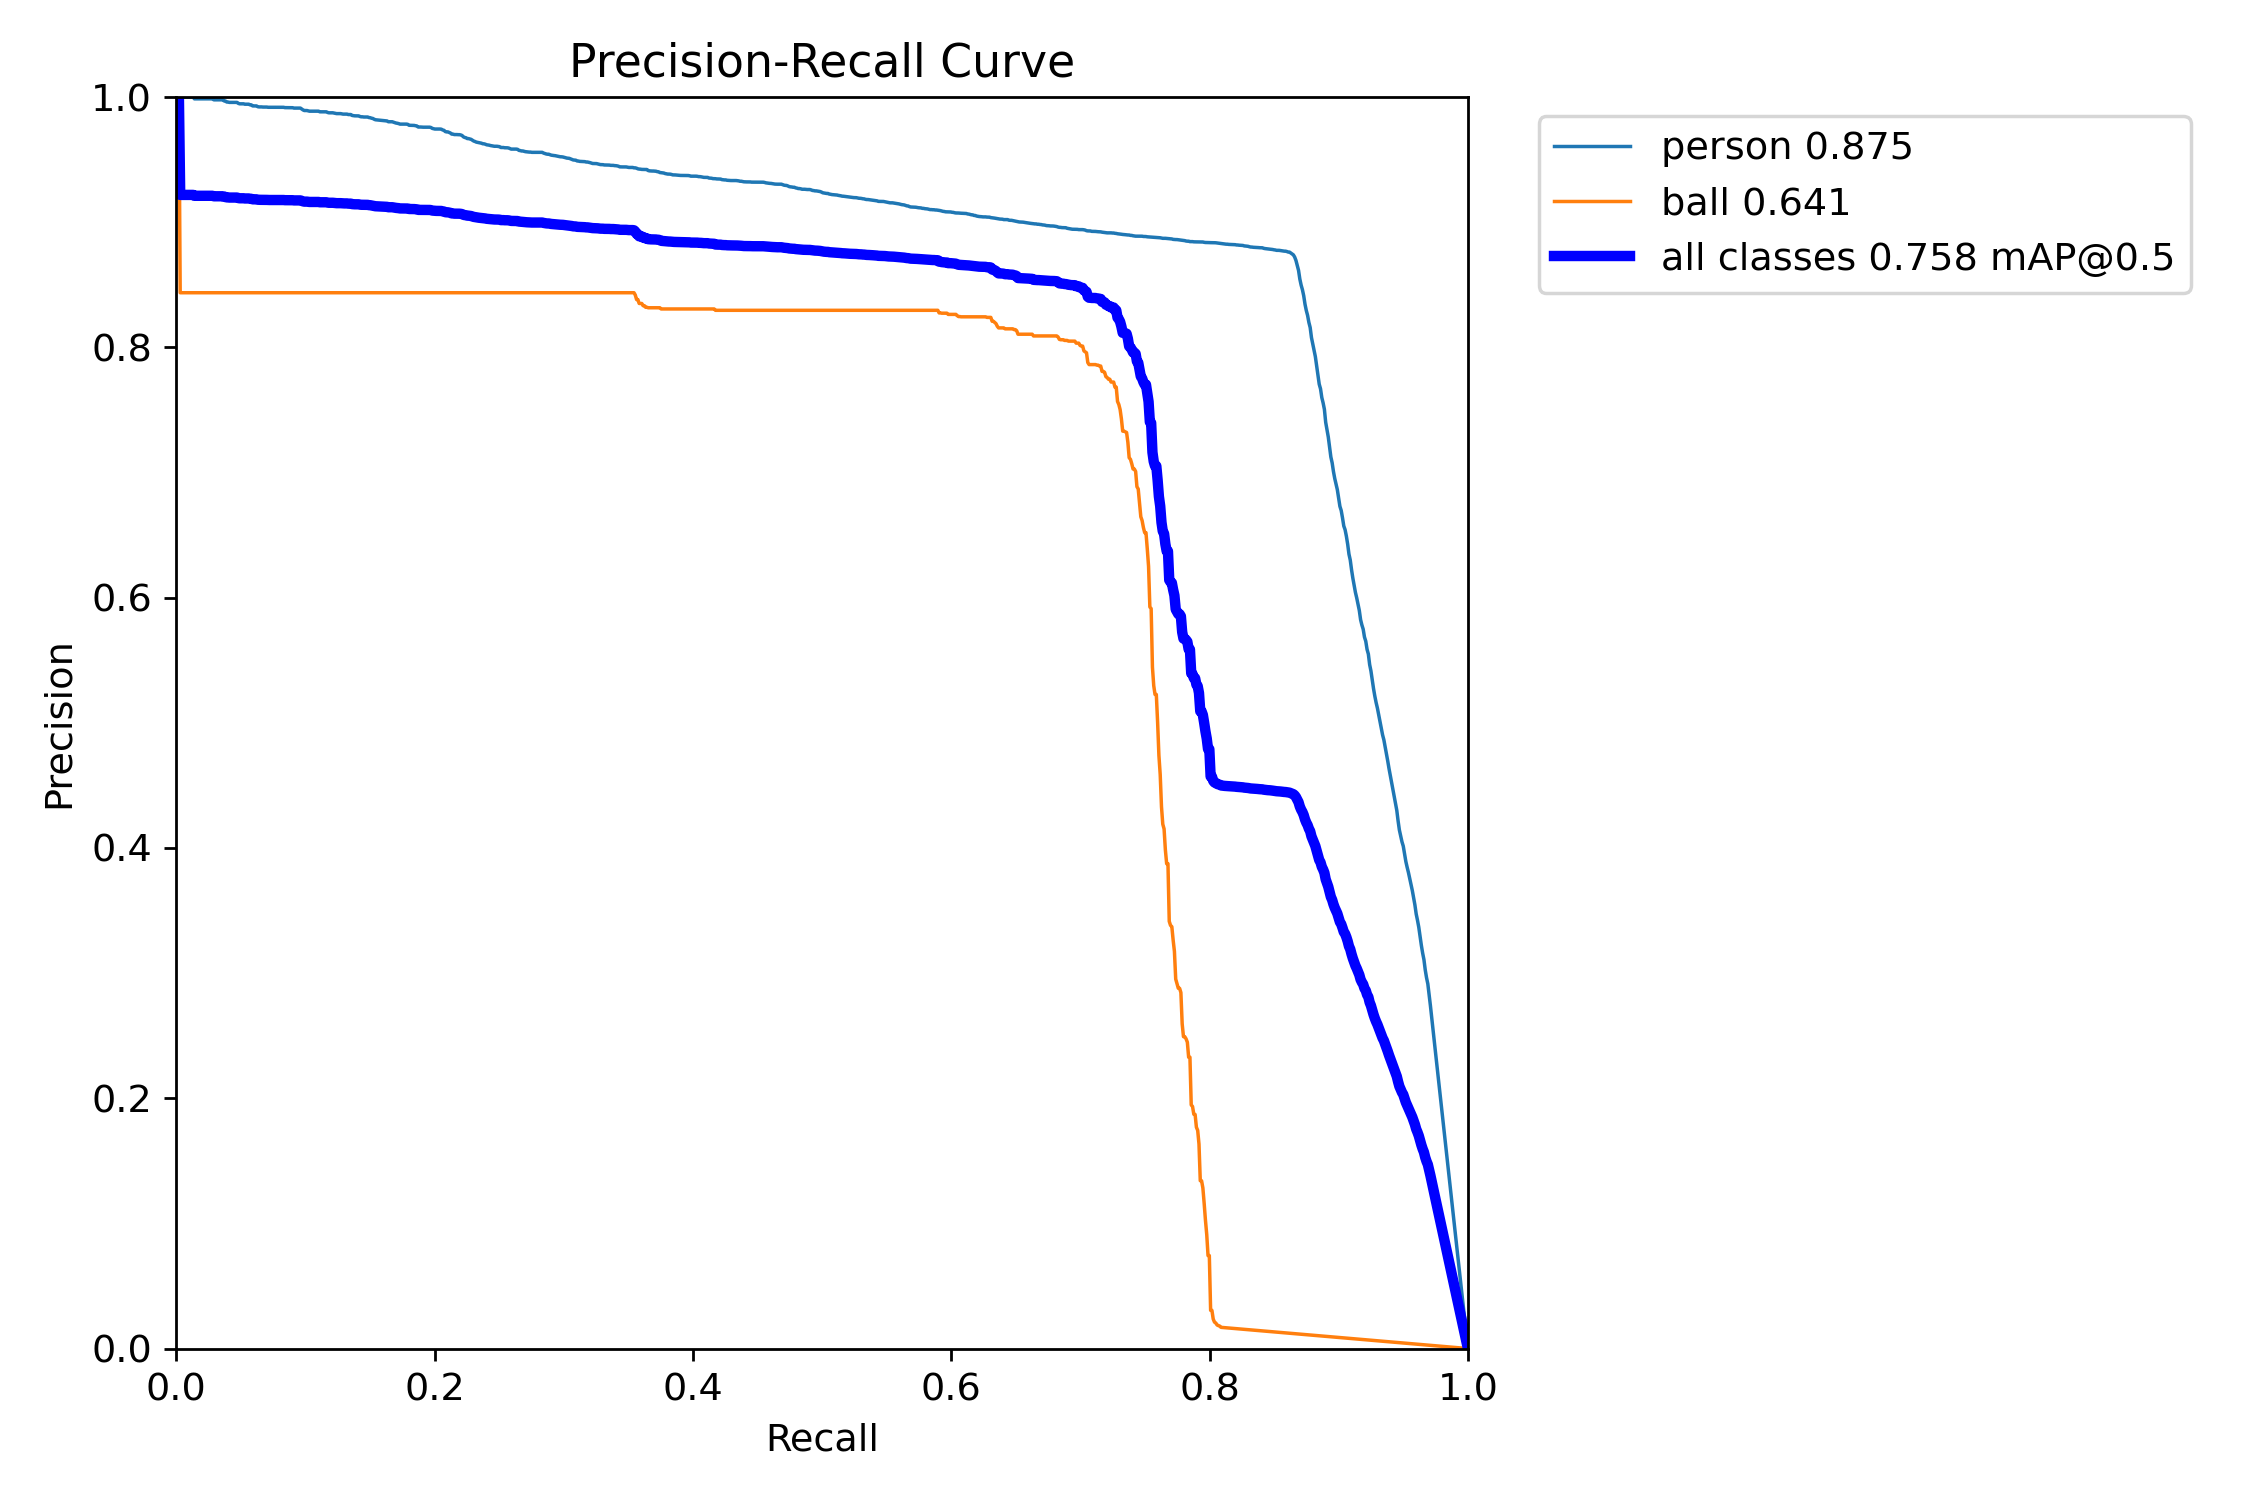 Precision-Recall Curve
1.0
0.8
0.6
0.4
0.2
0.0
Precision
0.0 0.2 0.4 0.6 0.8 1.0
Recall
person 0.875
ball 0.641
all classes 0.758 mAP@0.5